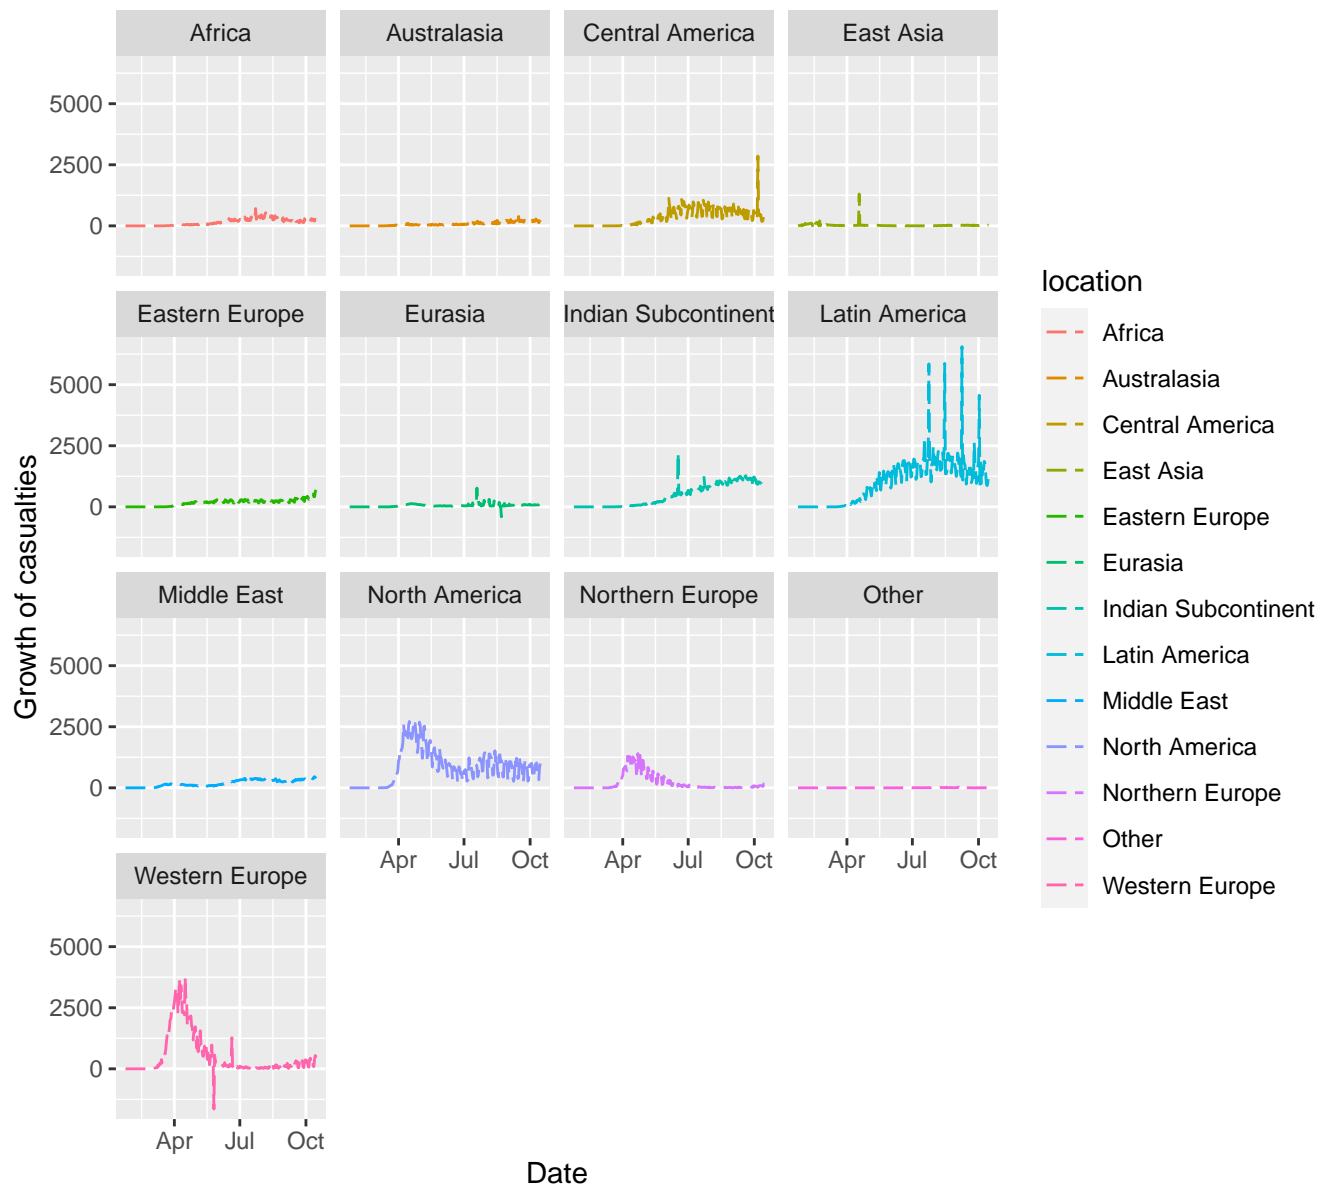 Africa
Australasia
Central America
East Asia
5000
2500
0
Eastern Europe
Eurasia
Indian Subcontinent
Latin America
5000
2500
0
Middle East
North America
Northern Europe
Other
5000
2500
0
Apr Jul Oct
Apr Jul Oct
Apr Jul Oct
Western Europe
5000
2500
0
Apr Jul Oct
Growth of casualties
Date
location
Africa
Australasia
Central America
East Asia
Eastern Europe
Eurasia
Indian Subcontinent
Latin America
Middle East
North America
Northern Europe
Other
Western Europe